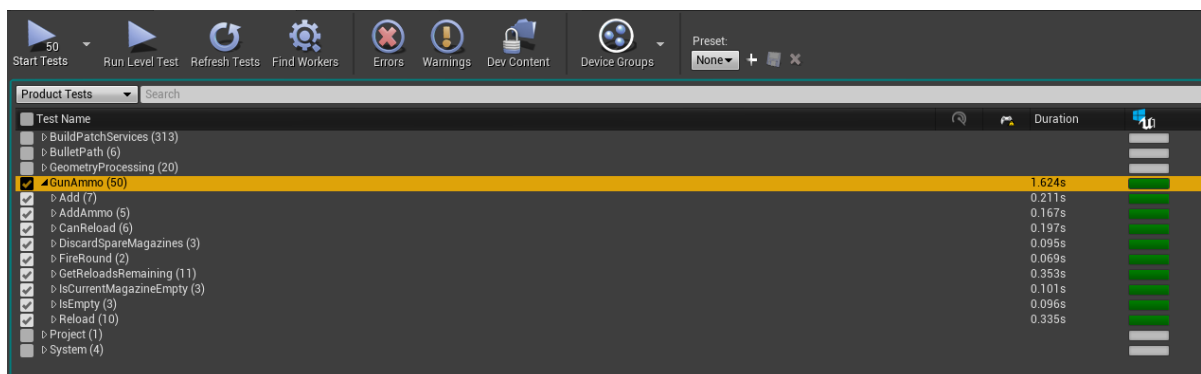 50
Start Tests Run Level Test Refresh Tests Find Workers Errors Warnings Dev Content Device Groups
Preset:
None
Product Tests Search
Test Name Duration
BuildPatchServices (313)
BulletPath (6)
GeometryProcessing (20)
GunAmmo (50) 1.624s
Add (7) 0.211s
AddAmmo (5) 0.167s
CanReload (6) 0.197s
DiscardSpareMagazines (3) 0.095s
FireRound (2) 0.069s
GetReloadsRemaining (11) 0.353s
IsCurrentMagazineEmpty (3) 0.101s
IsEmpty (3) 0.096s
Reload (10) 0.335s
Project (1)
System (4)